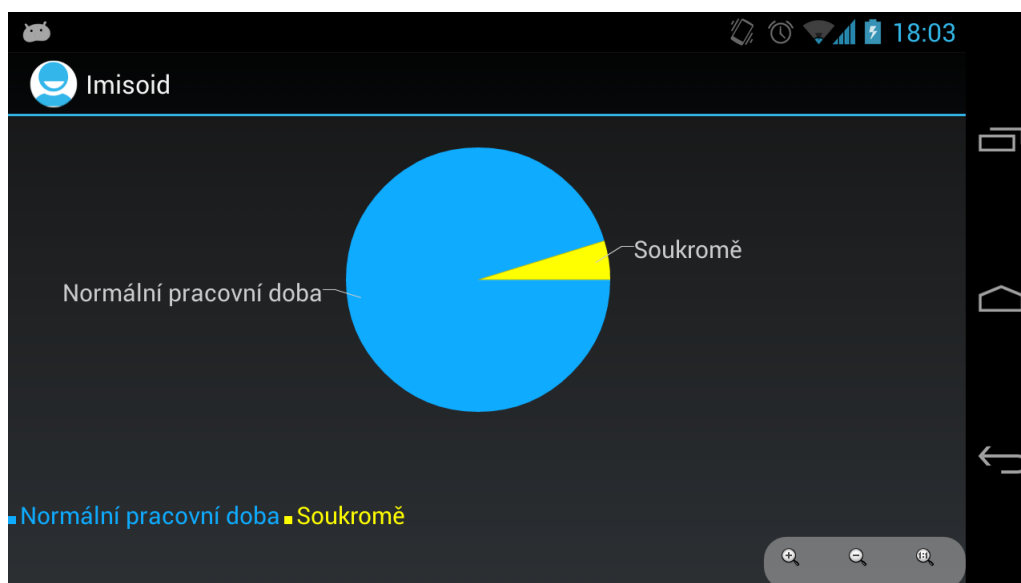 18:03
Imisoid
Soukromě
Normální pracovní doba
Normální pracovní doba Soukromě